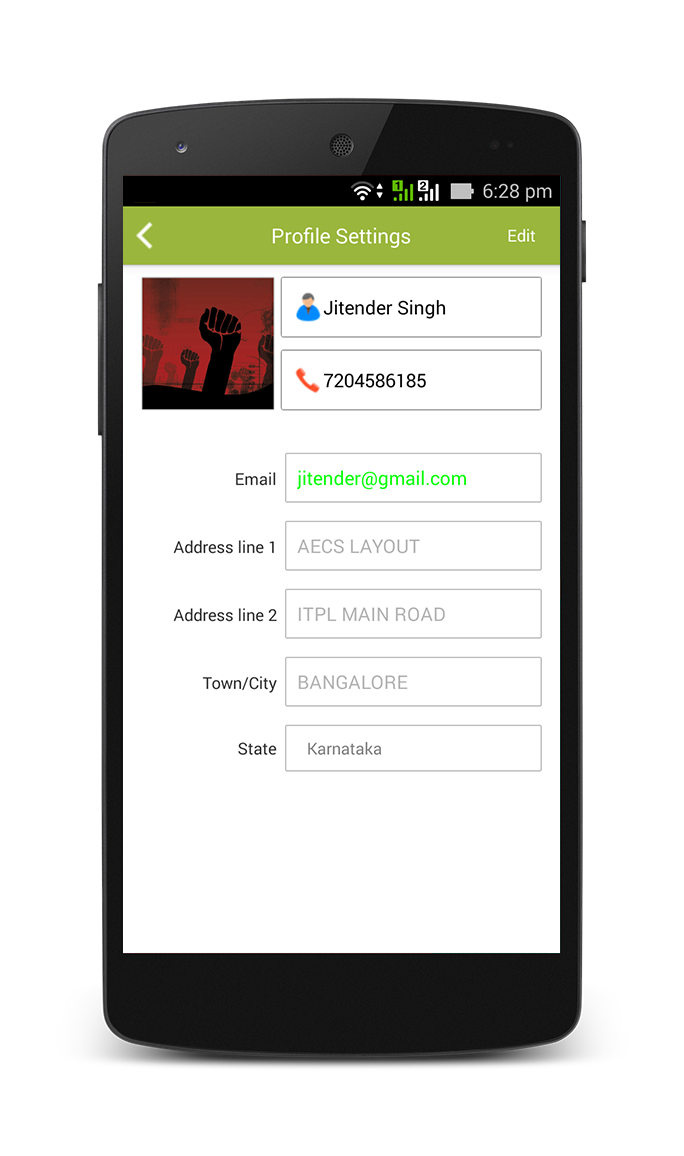 1 2 6:28 pm
Profile Settings Edit
Jitender Singh
7204586185
Email jitender@gmail.com
Address line 1 AECS LAYOUT
Address line 2 ITPL MAIN ROAD
Town/City BANGALORE
State Karnataka